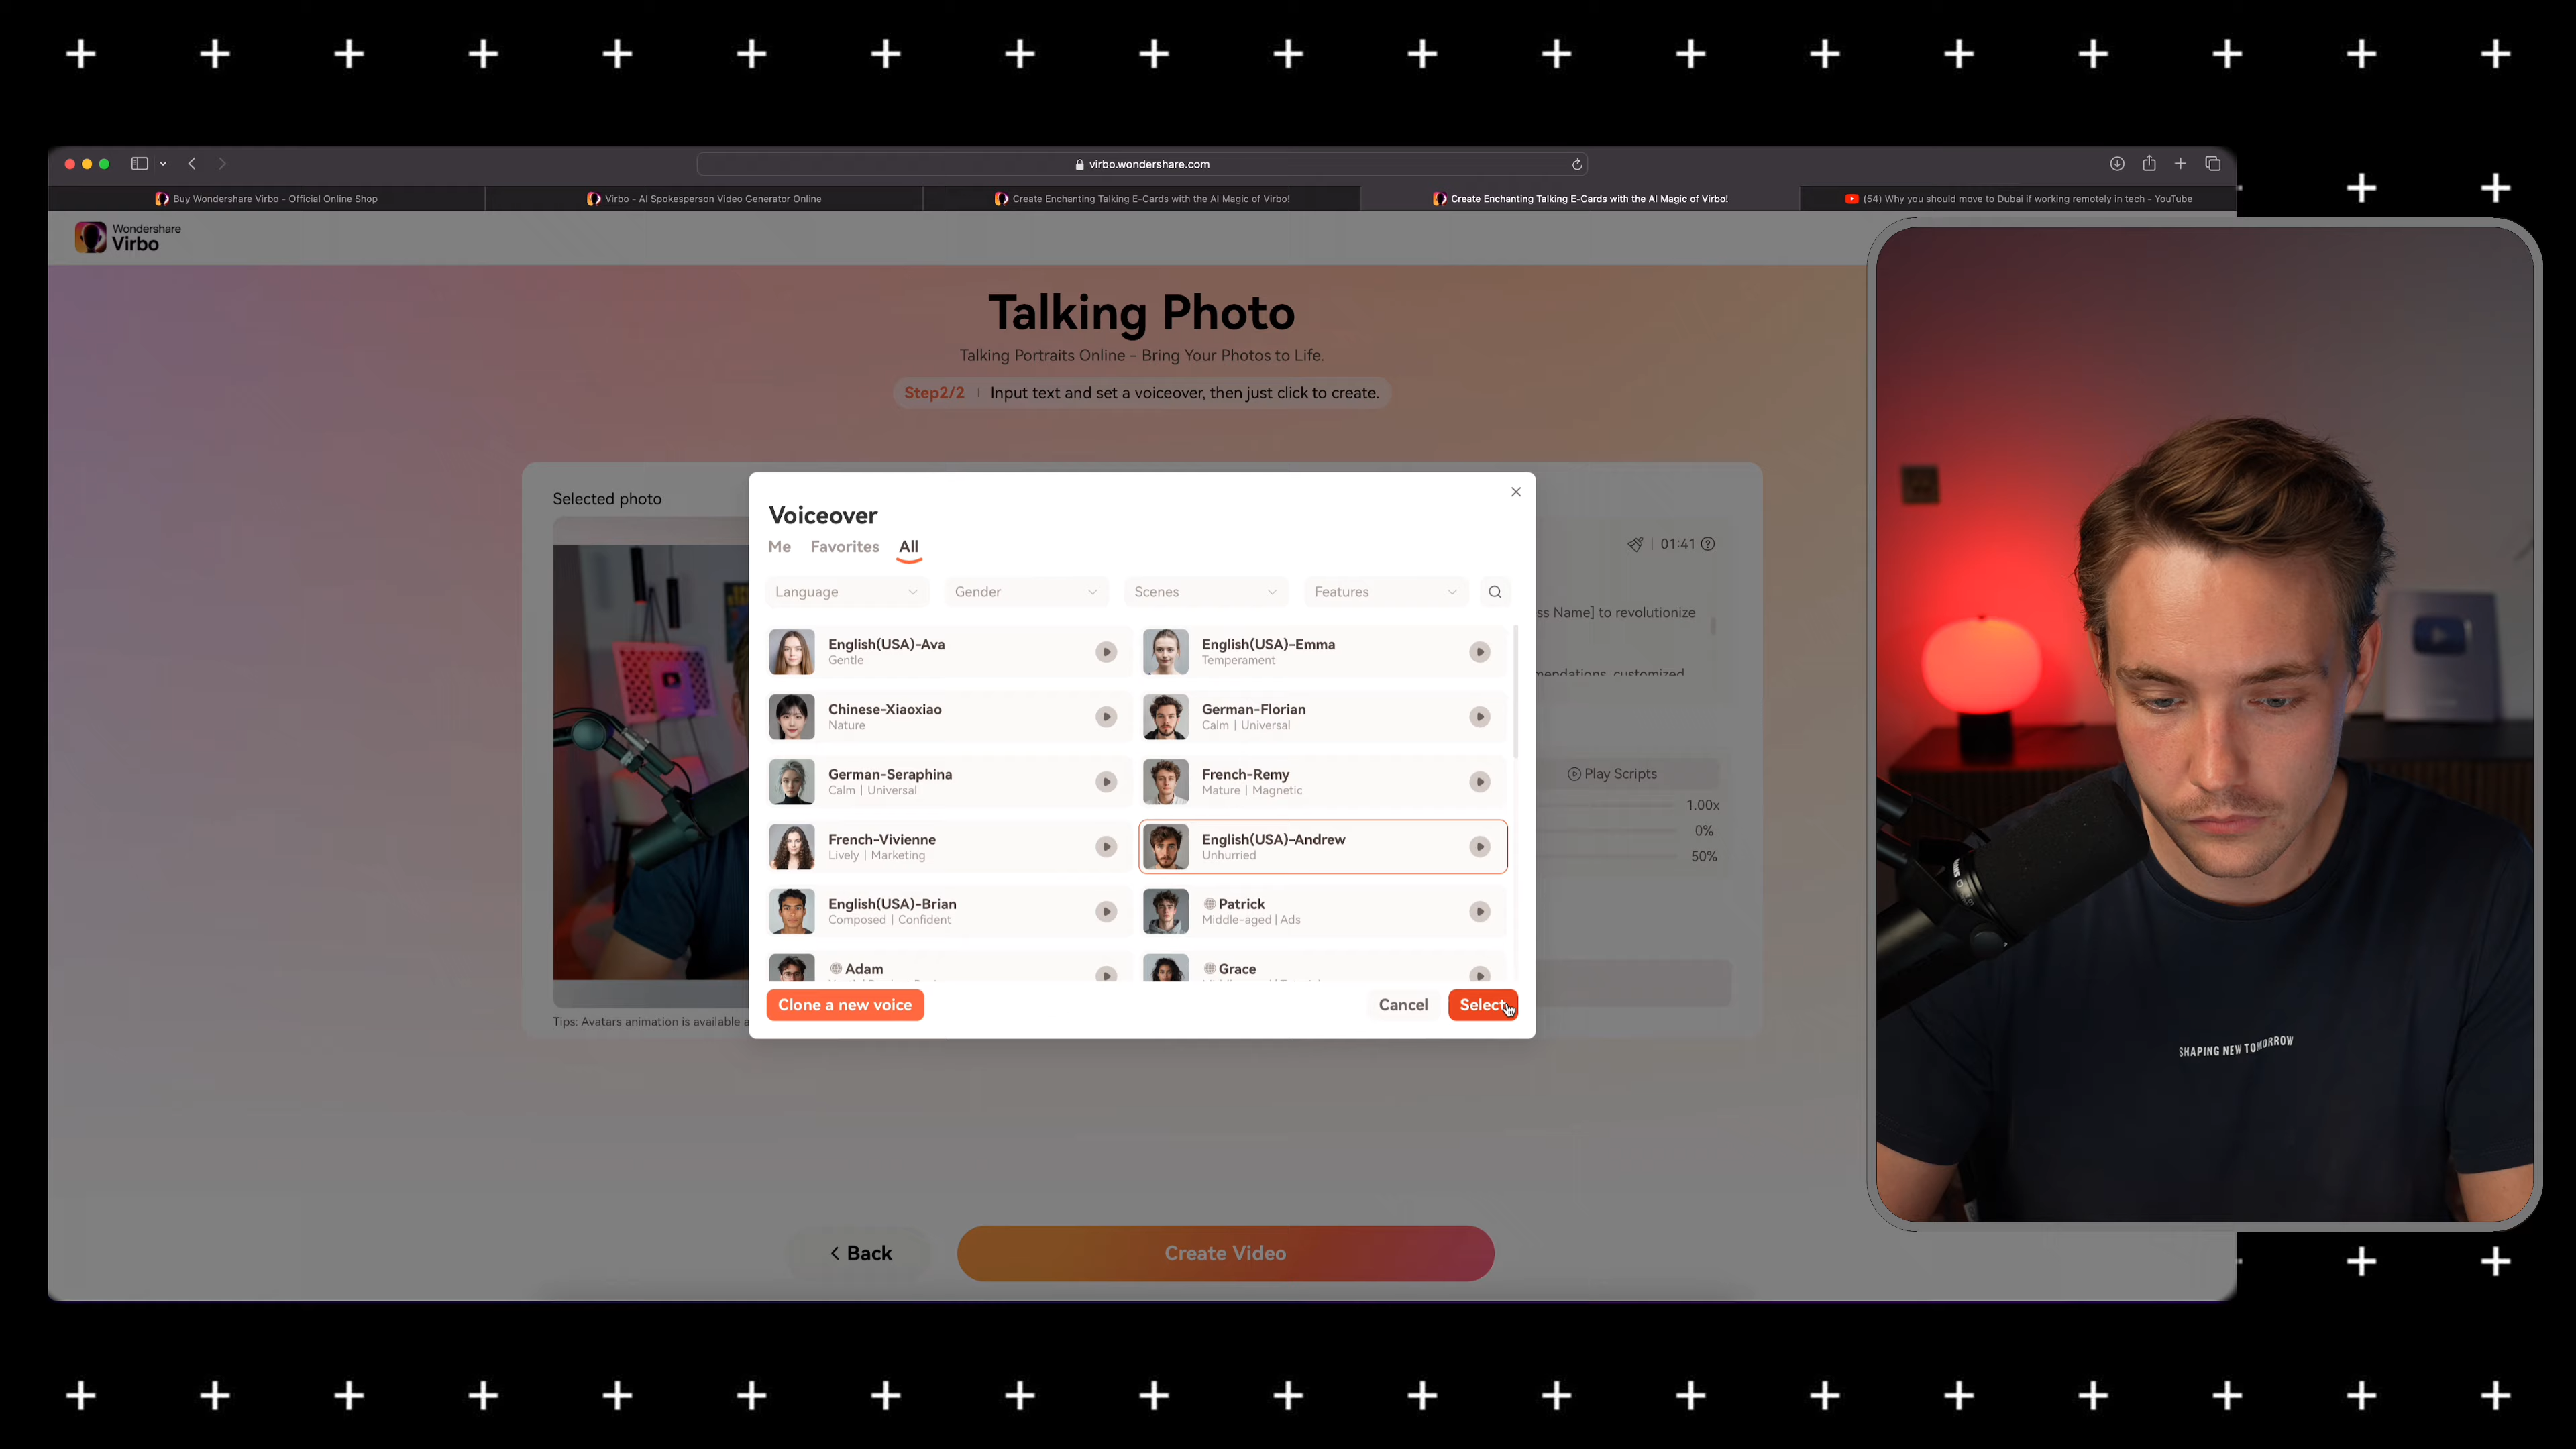 virbo.wondershare.com
Buy Wondershare Virbo - Official Online Shop
Virbo - AI Spokesperson Video Generator Online
Create Enchanting Talking E-Cards with the AI Magic of Virbo!
Create Enchanting Talking E-Cards with the AI Magic of Virbo!
(54) Why you should move to Dubai if working remotely in tech - YouTube
Wondershare
Virbo
Talking Photo
Talking Portraits Online - Bring Your Photos to Life.
Step2/2 | Input text and set a voiceover, then just click to create.
Selected photo
01:41
ss Name] to revolutionize
mendations, customized
Play Scripts
1.00x
0%
50%
Tips: Avatars animation is available a
Voiceover
Me Favorites All
Language Gender Scenes Features
English(USA)-Ava
Gentle
English(USA)-Emma
Temperament
Chinese-Xiaoxiao
Nature
German-Florian
Calm | Universal
German-Seraphina
Calm | Universal
French-Remy
Mature | Magnetic
French-Vivienne
Lively | Marketing
English(USA)-Andrew
Unhurried
English(USA)-Brian
Composed | Confident
Patrick
Middle-aged | Ads
Adam
Grace
Clone a new voice
Cancel
Select
Back
Create Video
SHAPING NEW TOMORROW